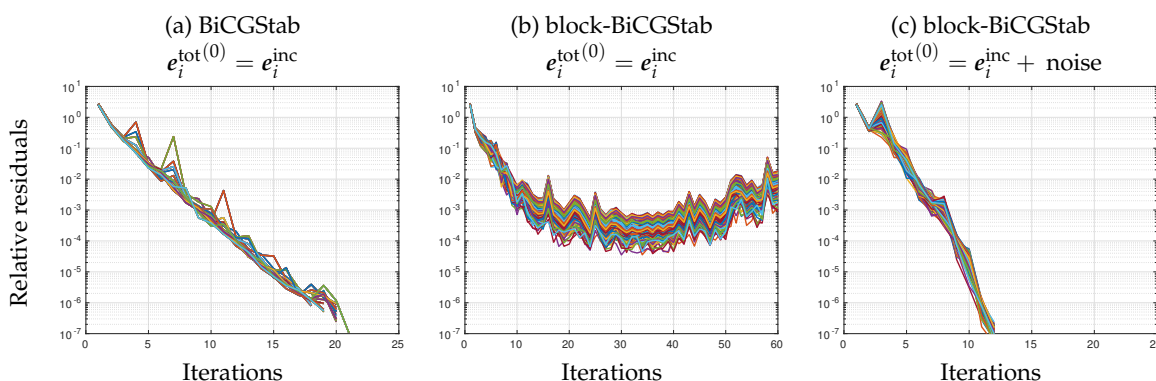 (a) BiCGStab
e_i^{tot(0)} = e_i^{inc}
(b) block-BiCGStab
e_i^{tot(0)} = e_i^{inc}
(c) block-BiCGStab
e_i^{tot(0)} = e_i^{inc} + noise
Relative residuals
10^1
10^0
10^-1
10^-2
10^-3
10^-4
10^-5
10^-6
10^-7
0 5 10 15 20 25
Iterations
10^1
10^0
10^-1
10^-2
10^-3
10^-4
10^-5
10^-6
10^-7
0 10 20 30 40 50 60
Iterations
10^1
10^0
10^-1
10^-2
10^-3
10^-4
10^-5
10^-6
10^-7
0 5 10 15 20 25
Iterations